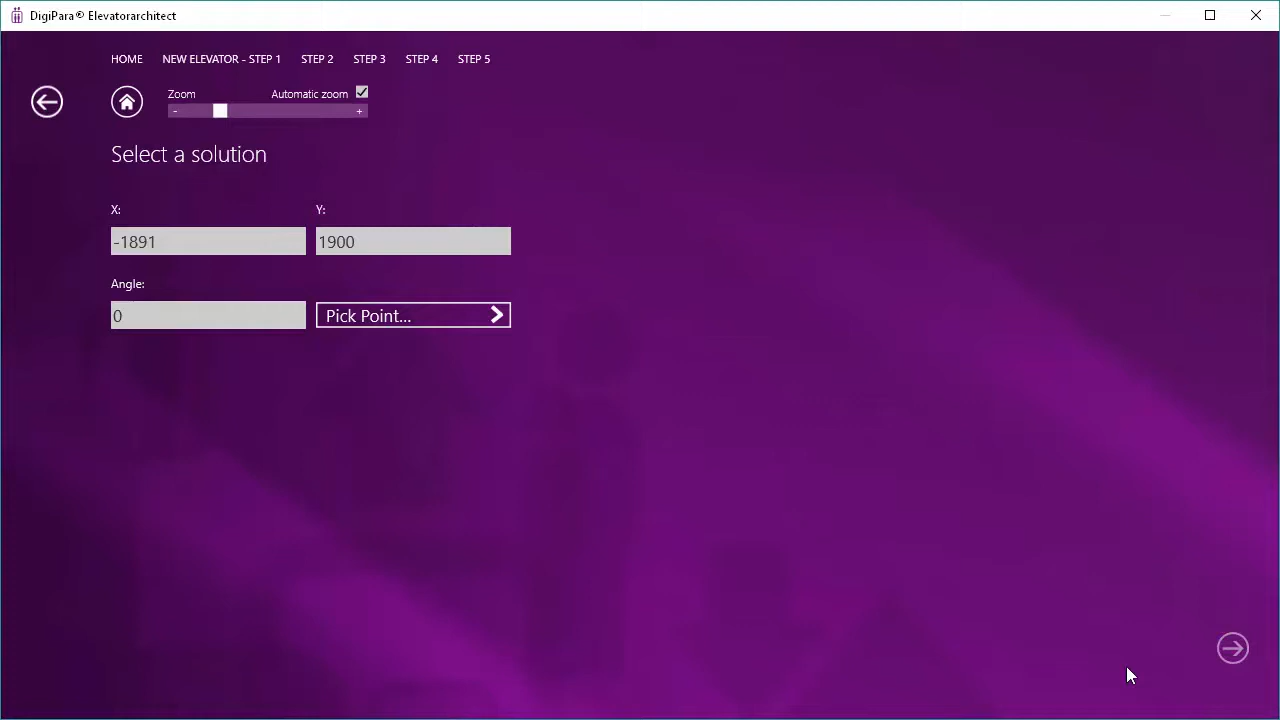 DigiPara® Elevatorarchitect
HOME NEW ELEVATOR - STEP 1 STEP 2 STEP 3 STEP 4 STEP 5
Zoom Automatic zoom
- +
Select a solution
X: Y:
-1891 1900
Angle:
0 Pick Point...